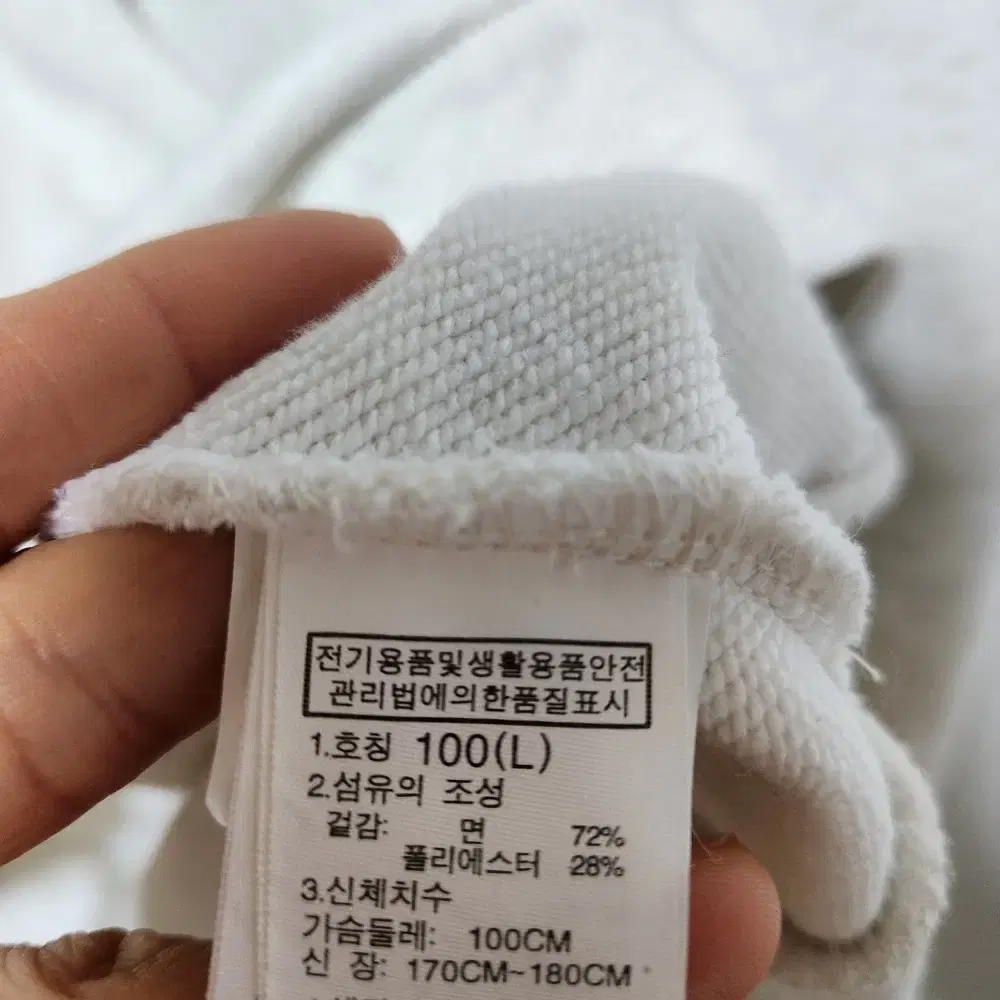 전기용품및생활용품안전
관리법에의한품질표시
1.호칭 100(L)
2.섬유의 조성
겉감: 면 72%
폴리에스터 28%
3.신체치수
가슴둘레: 100CM
신 장: 170CM~180CM